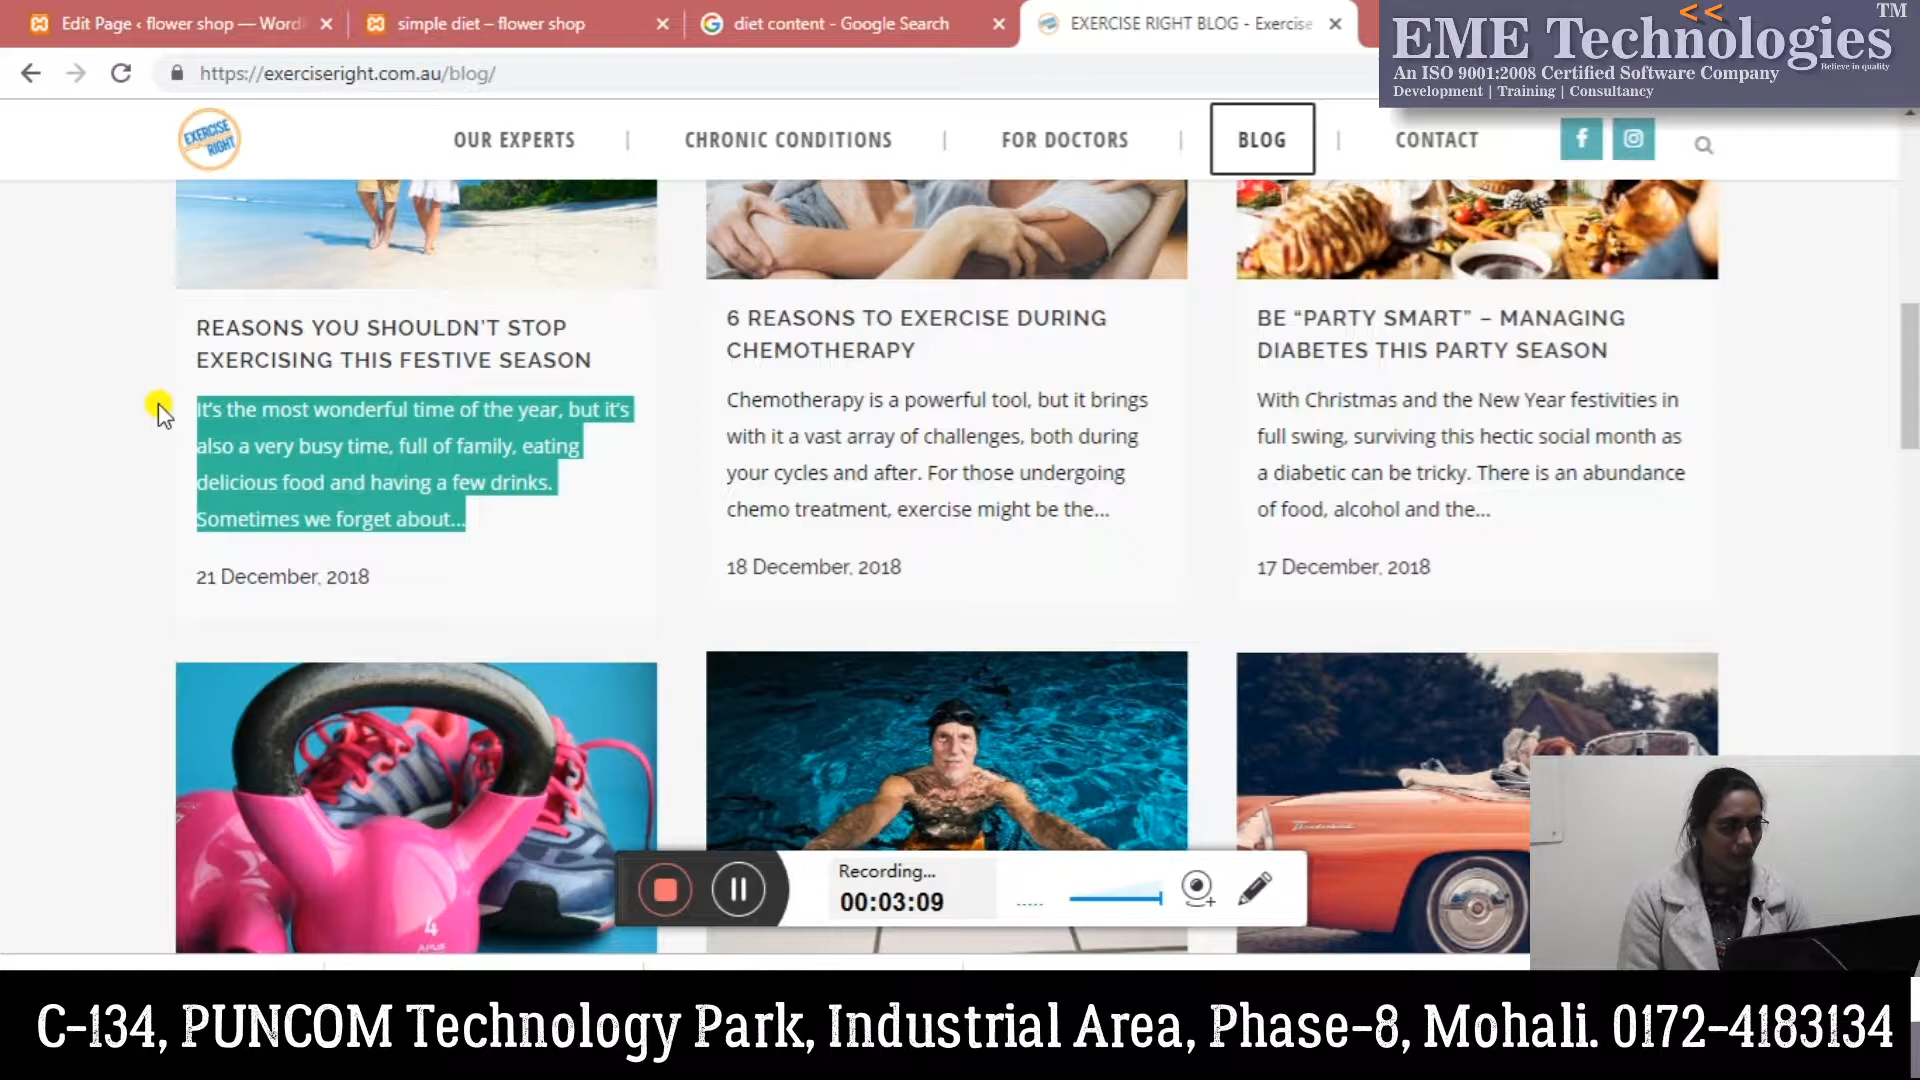 Edit Page ‹ flower shop — Word
simple diet – flower shop
diet content - Google Search
EXERCISE RIGHT BLOG - Exercise
EME Technologies TM
Believe in quality
An ISO 9001:2008 Certified Software Company
Development | Training | Consultancy
https://exerciseright.com.au/blog/
EXERCISE RIGHT
OUR EXPERTS | CHRONIC CONDITIONS | FOR DOCTORS | BLOG | CONTACT
REASONS YOU SHOULDN'T STOP
EXERCISING THIS FESTIVE SEASON
It's the most wonderful time of the year, but it's
also a very busy time, full of family, eating
delicious food and having a few drinks.
Sometimes we forget about...
21 December, 2018
6 REASONS TO EXERCISE DURING
CHEMOTHERAPY
Chemotherapy is a powerful tool, but it brings
with it a vast array of challenges, both during
your cycles and after. For those undergoing
chemo treatment, exercise might be the...
18 December, 2018
BE “PARTY SMART” – MANAGING
DIABETES THIS PARTY SEASON
With Christmas and the New Year festivities in
full swing, surviving this hectic social month as
a diabetic can be tricky. There is an abundance
of food, alcohol and the...
17 December, 2018
4
Recording...
00:03:09
C-134, PUNCOM Technology Park, Industrial Area, Phase-8, Mohali. 0172-4183134